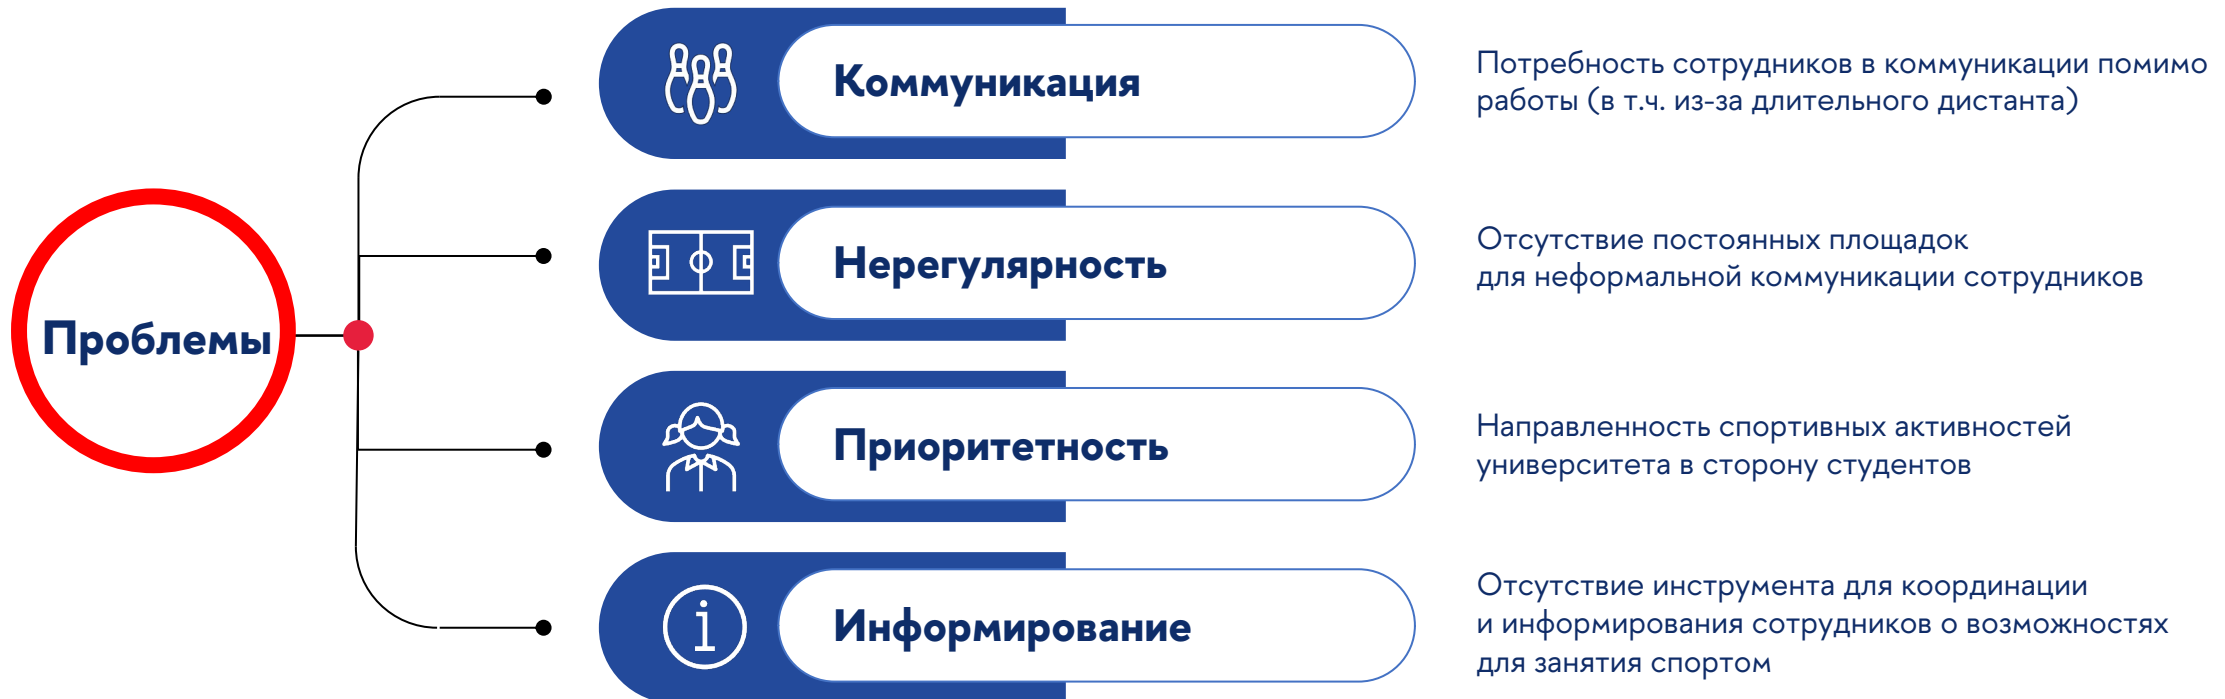 Проблемы
Коммуникация
Потребность сотрудников в коммуникации помимо
работы (в т.ч. из-за длительного дистанта)
Нерегулярность
Отсутствие постоянных площадок
для неформальной коммуникации сотрудников
Приоритетность
Направленность спортивных активностей
университета в сторону студентов
Информирование
Отсутствие инструмента для координации
и информирования сотрудников о возможностях
для занятия спортом